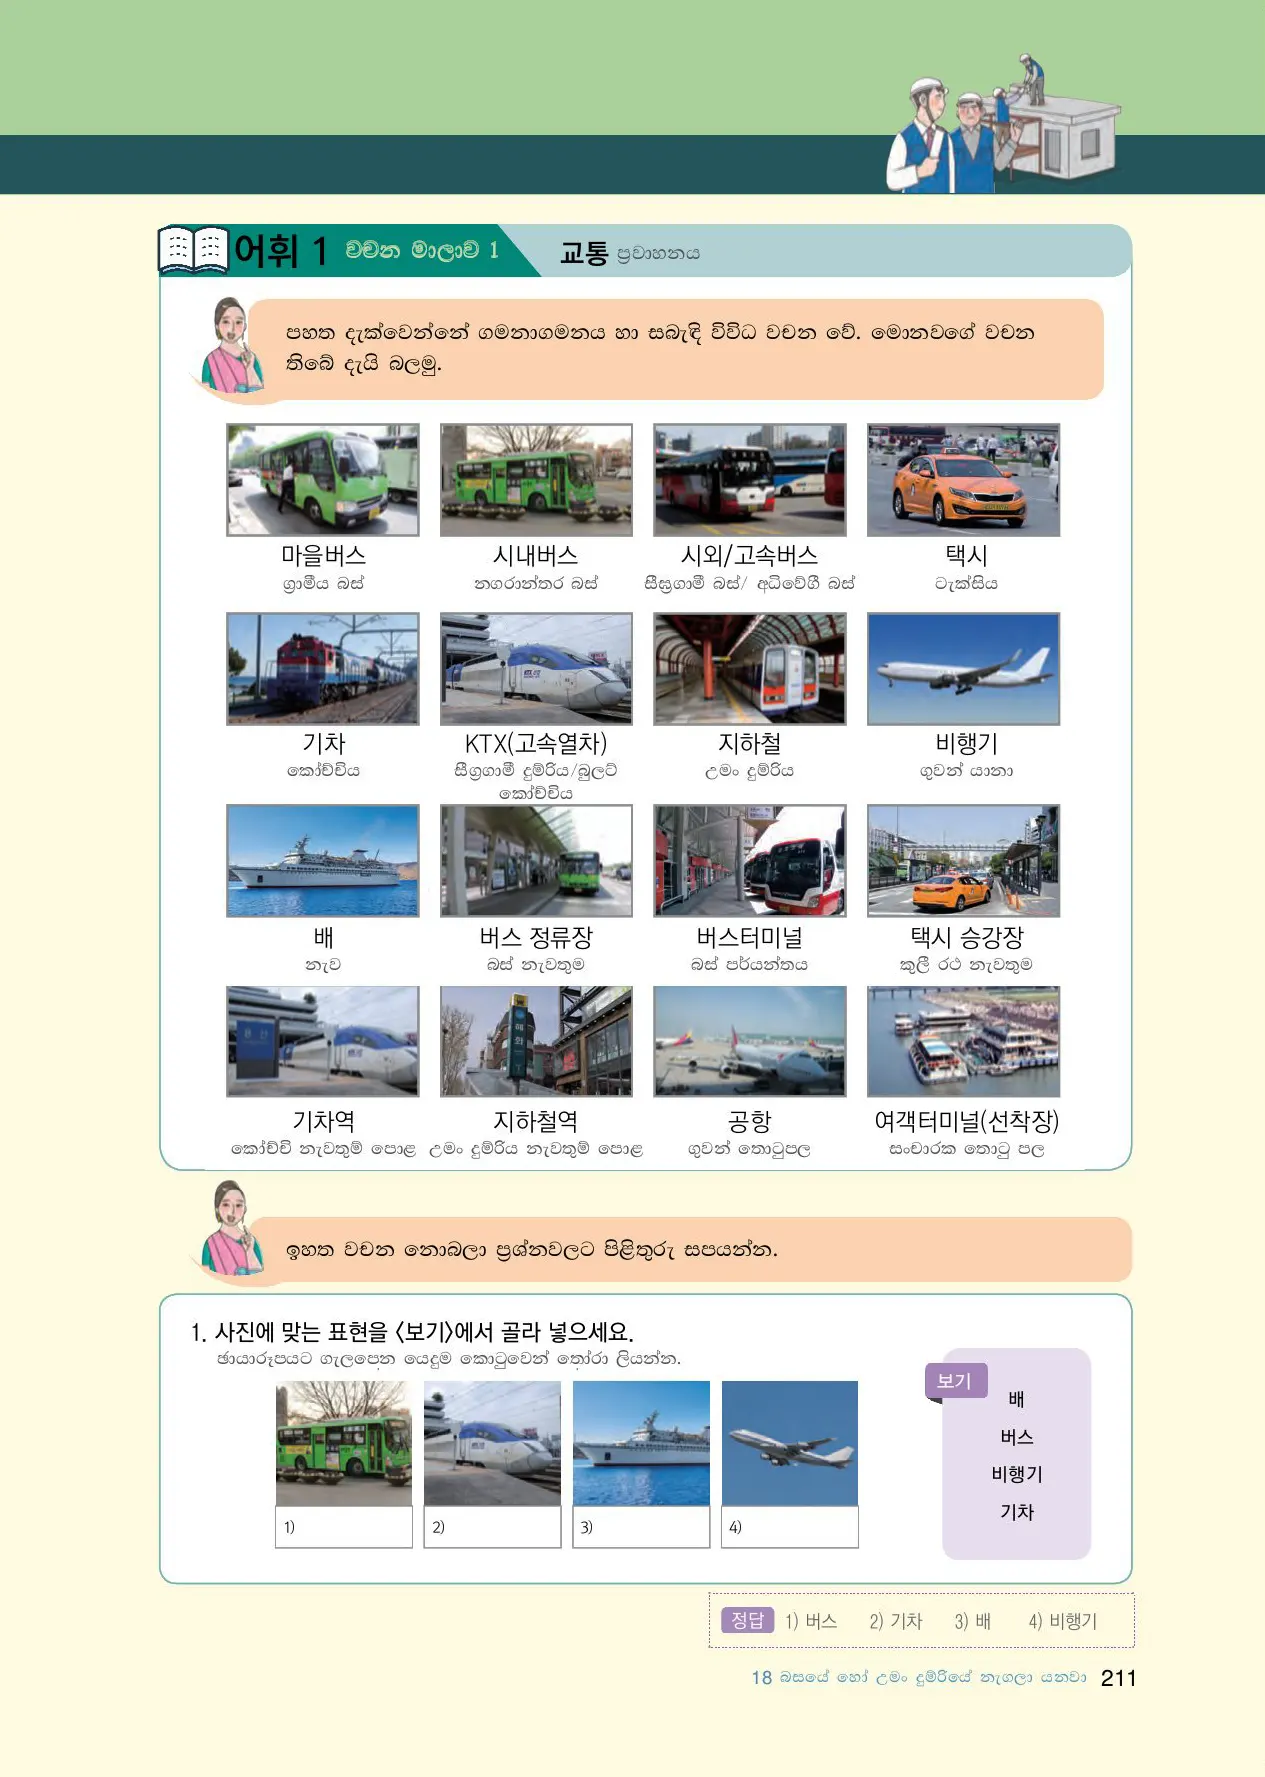 어휘 1 වචන මාලාව 1 교통 ප්‍රවාහනය
පහත දැක්වෙන්නේ ගමනාගමනය හා සබැඳි විවිධ වචන වේ. මොනවගේ වචන
තිබේ දැයි බලමු.
마을버스 시내버스 시외/고속버스 택시
ග්‍රාමීය බස් නගරාන්තර බස් සීඝ්‍රගාමී බස්/ අධිවේගී බස් ටැක්සිය
기차 KTX(고속열차) 지하철 비행기
කෝච්චිය සීග්‍රගාමී දුම්රිය/බුලට් උමං දුම්රිය ගුවන් යානා
කෝච්චිය
배 버스 정류장 버스터미널 택시 승강장
නැව බස් නැවතුම බස් පර්යන්තය කුලී රථ නැවතුම
기차역 지하철역 공항 여객터미널(선착장)
කෝච්චි නැවතුම් පොළ උමං දුම්රිය නැවතුම් පොළ ගුවන් තොටුපල සංචාරක තොටු පල
ඉහත වචන නොබලා ප්‍රශ්නවලට පිළිතුරු සපයන්න.
1. 사진에 맞는 표현을 〈보기〉에서 골라 넣으세요.
ඡායාරූපයට ගැලපෙන යෙදුම කොටුවෙන් තෝරා ලියන්න.
보기
배
버스
비행기
기차
1) 2) 3) 4)
정답 1) 버스 2) 기차 3) 배 4) 비행기
18 බසයේ හෝ උමං දුම්රියේ නැගලා යනවා 211